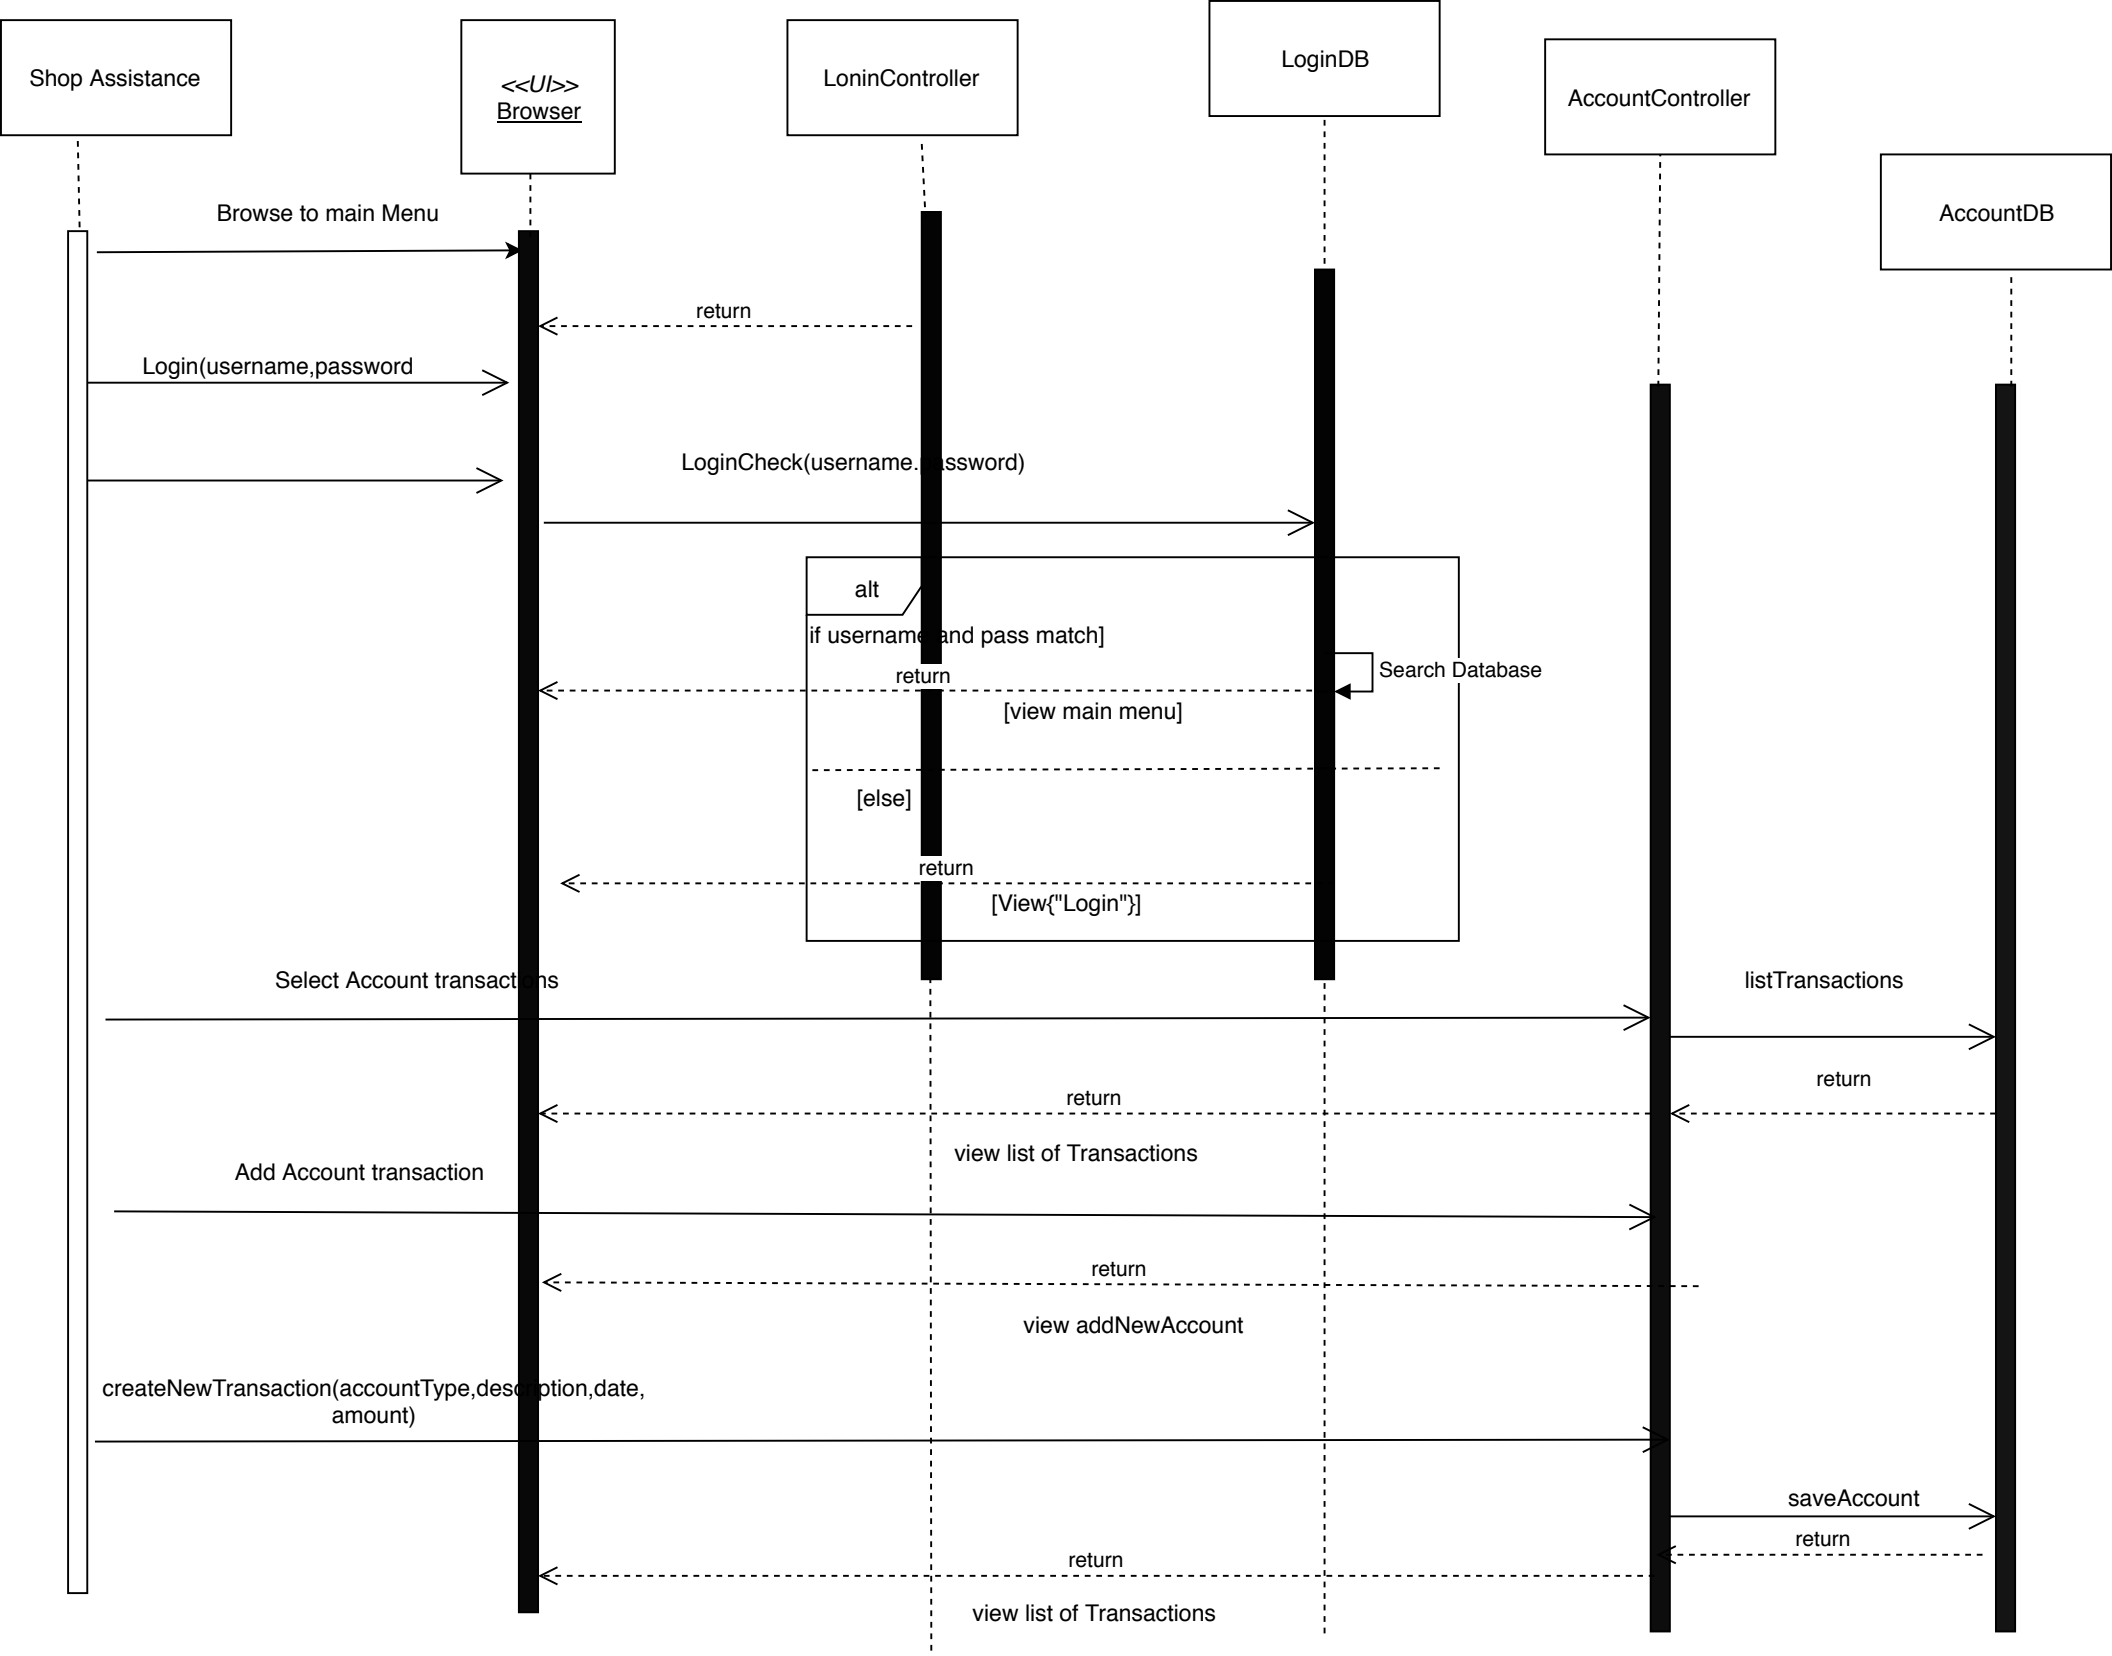 Shop Assistance
<<UI>>
Browser
LoninController
LoginDB
AccountController
AccountDB
Browse to main Menu
return
Login(username,password
LoginCheck(username.password)
alt
if username and pass match]
Search Database
return
[view main menu]
[else]
return
[View{"Login"}]
Select Account transactions
listTransactions
return
return
view list of Transactions
Add Account transaction
return
view addNewAccount
createNewTransaction(accountType,description,date,
amount)
saveAccount
return
return
view list of Transactions